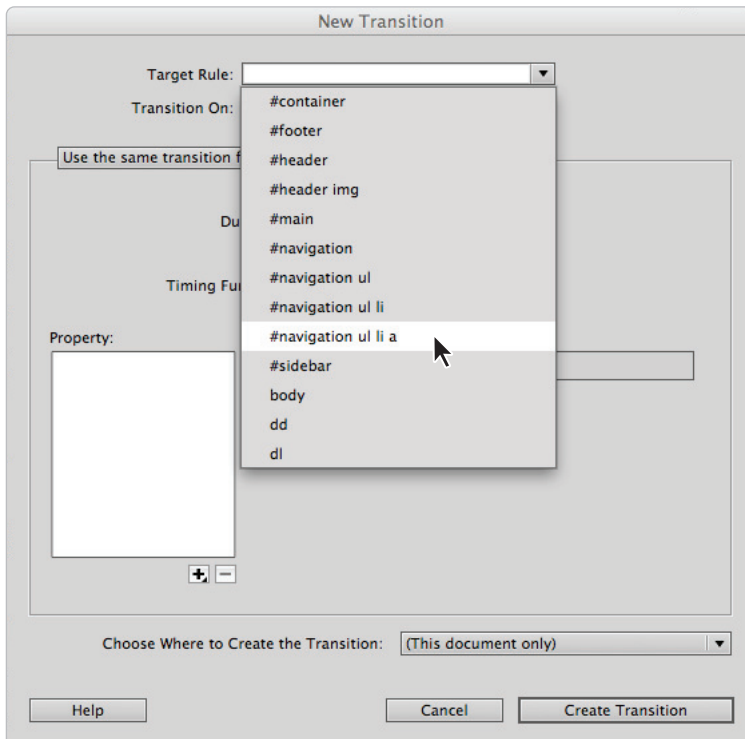 New Transition
Target Rule:
Transition On:
#container
#footer
#header
Use the same transition f
#header img
#main
Du
#navigation
#navigation ul
Timing Fu
#navigation ul li
#navigation ul li a
Property:
#sidebar
body
dd
dl
Choose Where to Create the Transition: (This document only)
Help Cancel Create Transition